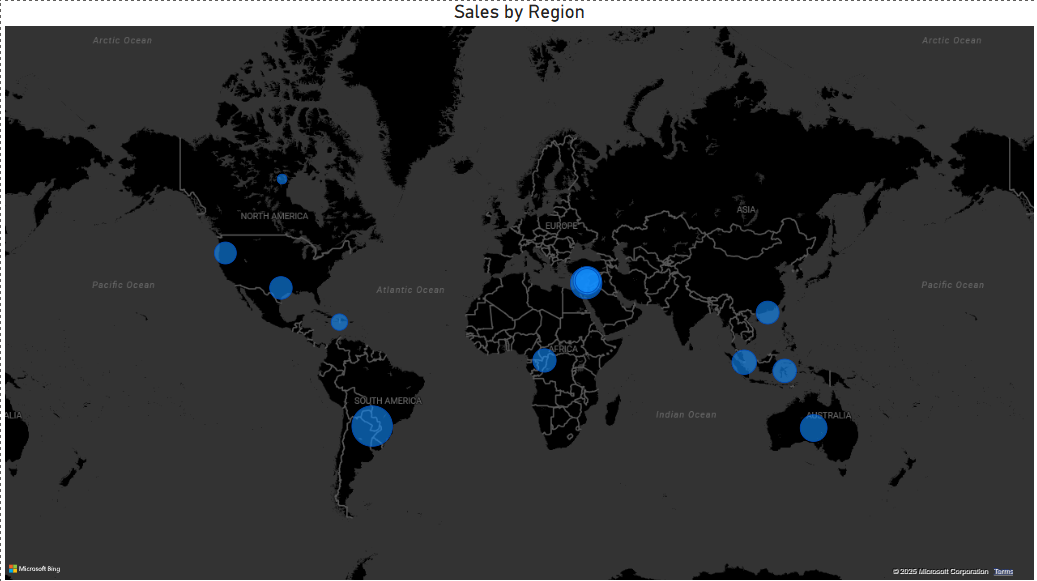 Sales by Region
Arctic Ocean
Arctic Ocean
NORTH AMERICA
ASIA
EUROPE
Pacific Ocean
Atlantic Ocean
Pacific Ocean
AFRICA
SOUTH AMERICA
ALIA
Indian Ocean
AUSTRALIA
Microsoft Bing
© 2025 Microsoft Corporation Terms